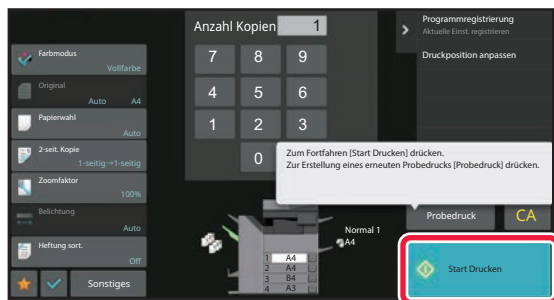 Anzahl Kopien 1
Programmregistrierung
Aktuelle Einst. registrieren
Druckposition anpassen
Farbmodus
Vollfarbe
Original
Auto A4
Papierwahl
Auto
2-seit. Kopie
1-seitig→1-seitig
Zoomfaktor
100%
Belichtung
Auto
Heftung sort.
Off
Sonstiges
7 8 9
4 5 6
1 2 3
0
Zum Fortfahren [Start Drucken] drücken.
Zur Erstellung eines erneuten Probedrucks [Probedruck] drücken.
Normal 1
A4
1 A4
2 A4
3 B4
4 A3
Probedruck
CA
Start Drucken